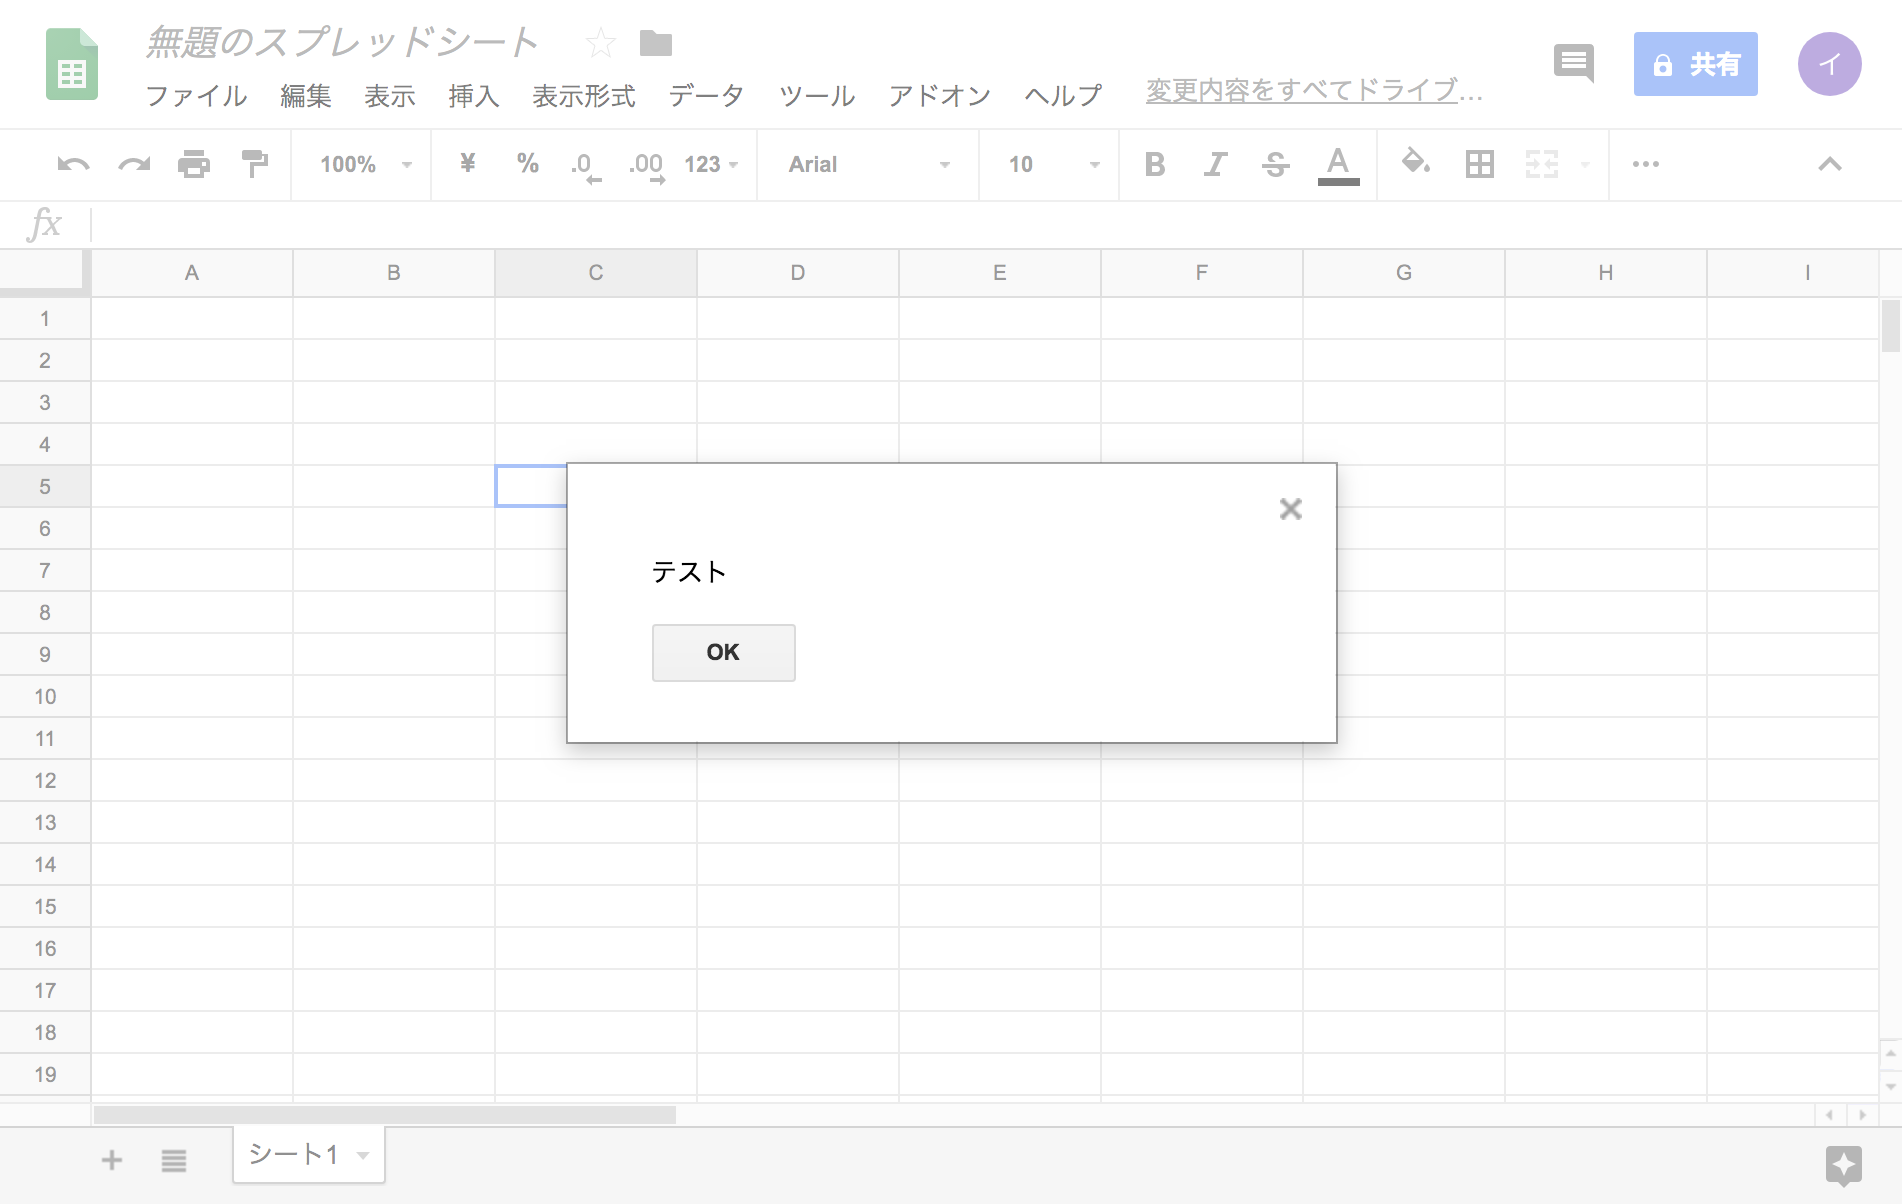 無題のスプレッドシート
ファイル 編集 表示 挿入 表示形式 データ ツール アドオン ヘルプ 変更内容をすべてドライブ...
共有
イ
100% ¥ % .0 .00 123 Arial 10 B I S A
fx
A B C D E F G H I
1
2
3
4
5
6
7
8
9
10
11
12
13
14
15
16
17
18
19
テスト
OK
シート1